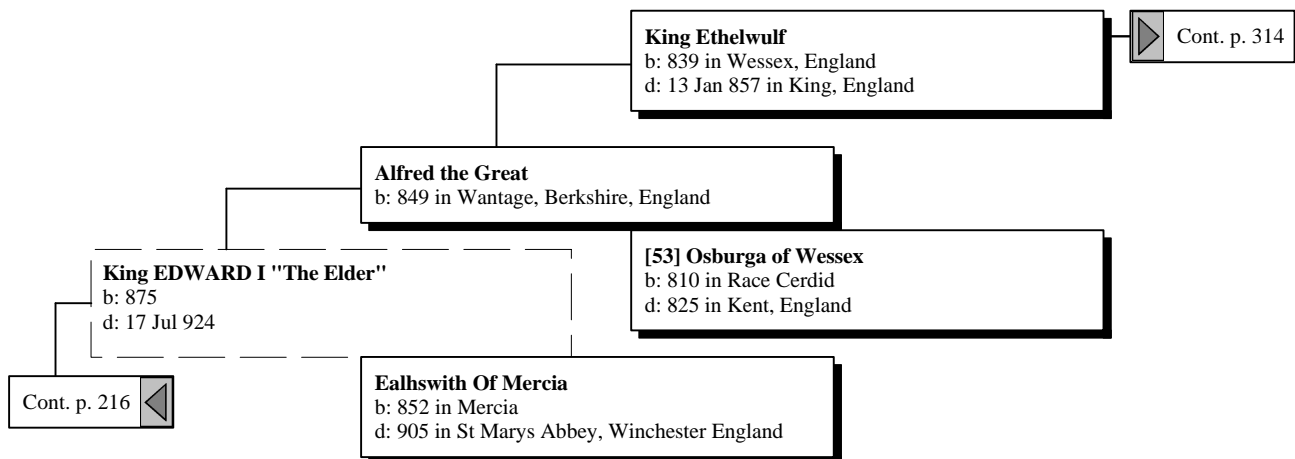 King Ethelwulf
b: 839 in Wessex, England
d: 13 Jan 857 in King, England
Cont. p. 314
Alfred the Great
b: 849 in Wantage, Berkshire, England
[53] Osburga of Wessex
b: 810 in Race Cerdid
d: 825 in Kent, England
King EDWARD I "The Elder"
b: 875
d: 17 Jul 924
Ealhswith Of Mercia
b: 852 in Mercia
d: 905 in St Marys Abbey, Winchester England
Cont. p. 216